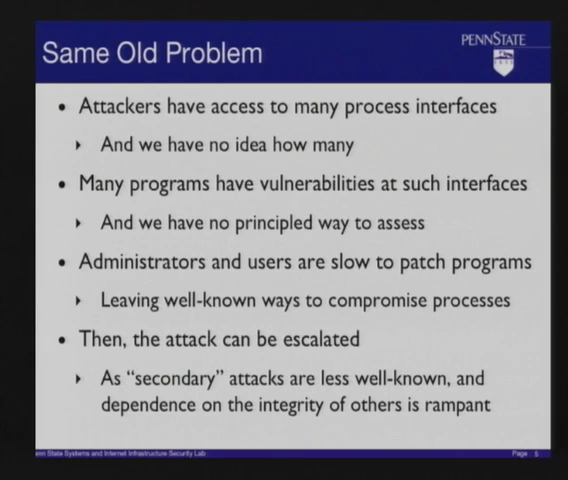 Same Old Problem
PENNSTATE
• Attackers have access to many process interfaces
And we have no idea how many
• Many programs have vulnerabilities at such interfaces
And we have no principled way to assess
• Administrators and users are slow to patch programs
Leaving well-known ways to compromise processes
• Then, the attack can be escalated
As “secondary” attacks are less well-known, and
dependence on the integrity of others is rampant
enn State Systems and Internet Infrastructure Security Lab
Page 5